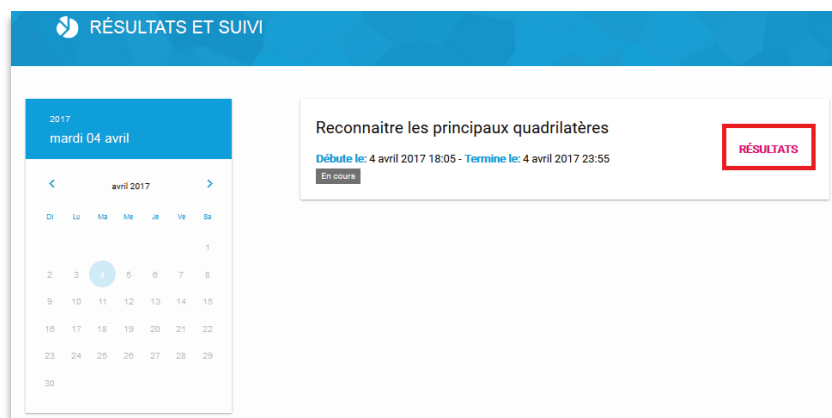 RÉSULTATS ET SUIVI
2017
mardi 04 avril
avril 2017
Di Lu Ma Me Je Ve Sa
1
2 3 4 5 6 7 8
9 10 11 12 13 14 15
16 17 18 19 20 21 22
23 24 25 26 27 28 29
30
Reconnaitre les principaux quadrilatères
Débute le: 4 avril 2017 18:05 - Termine le: 4 avril 2017 23:55
En cours
RÉSULTATS